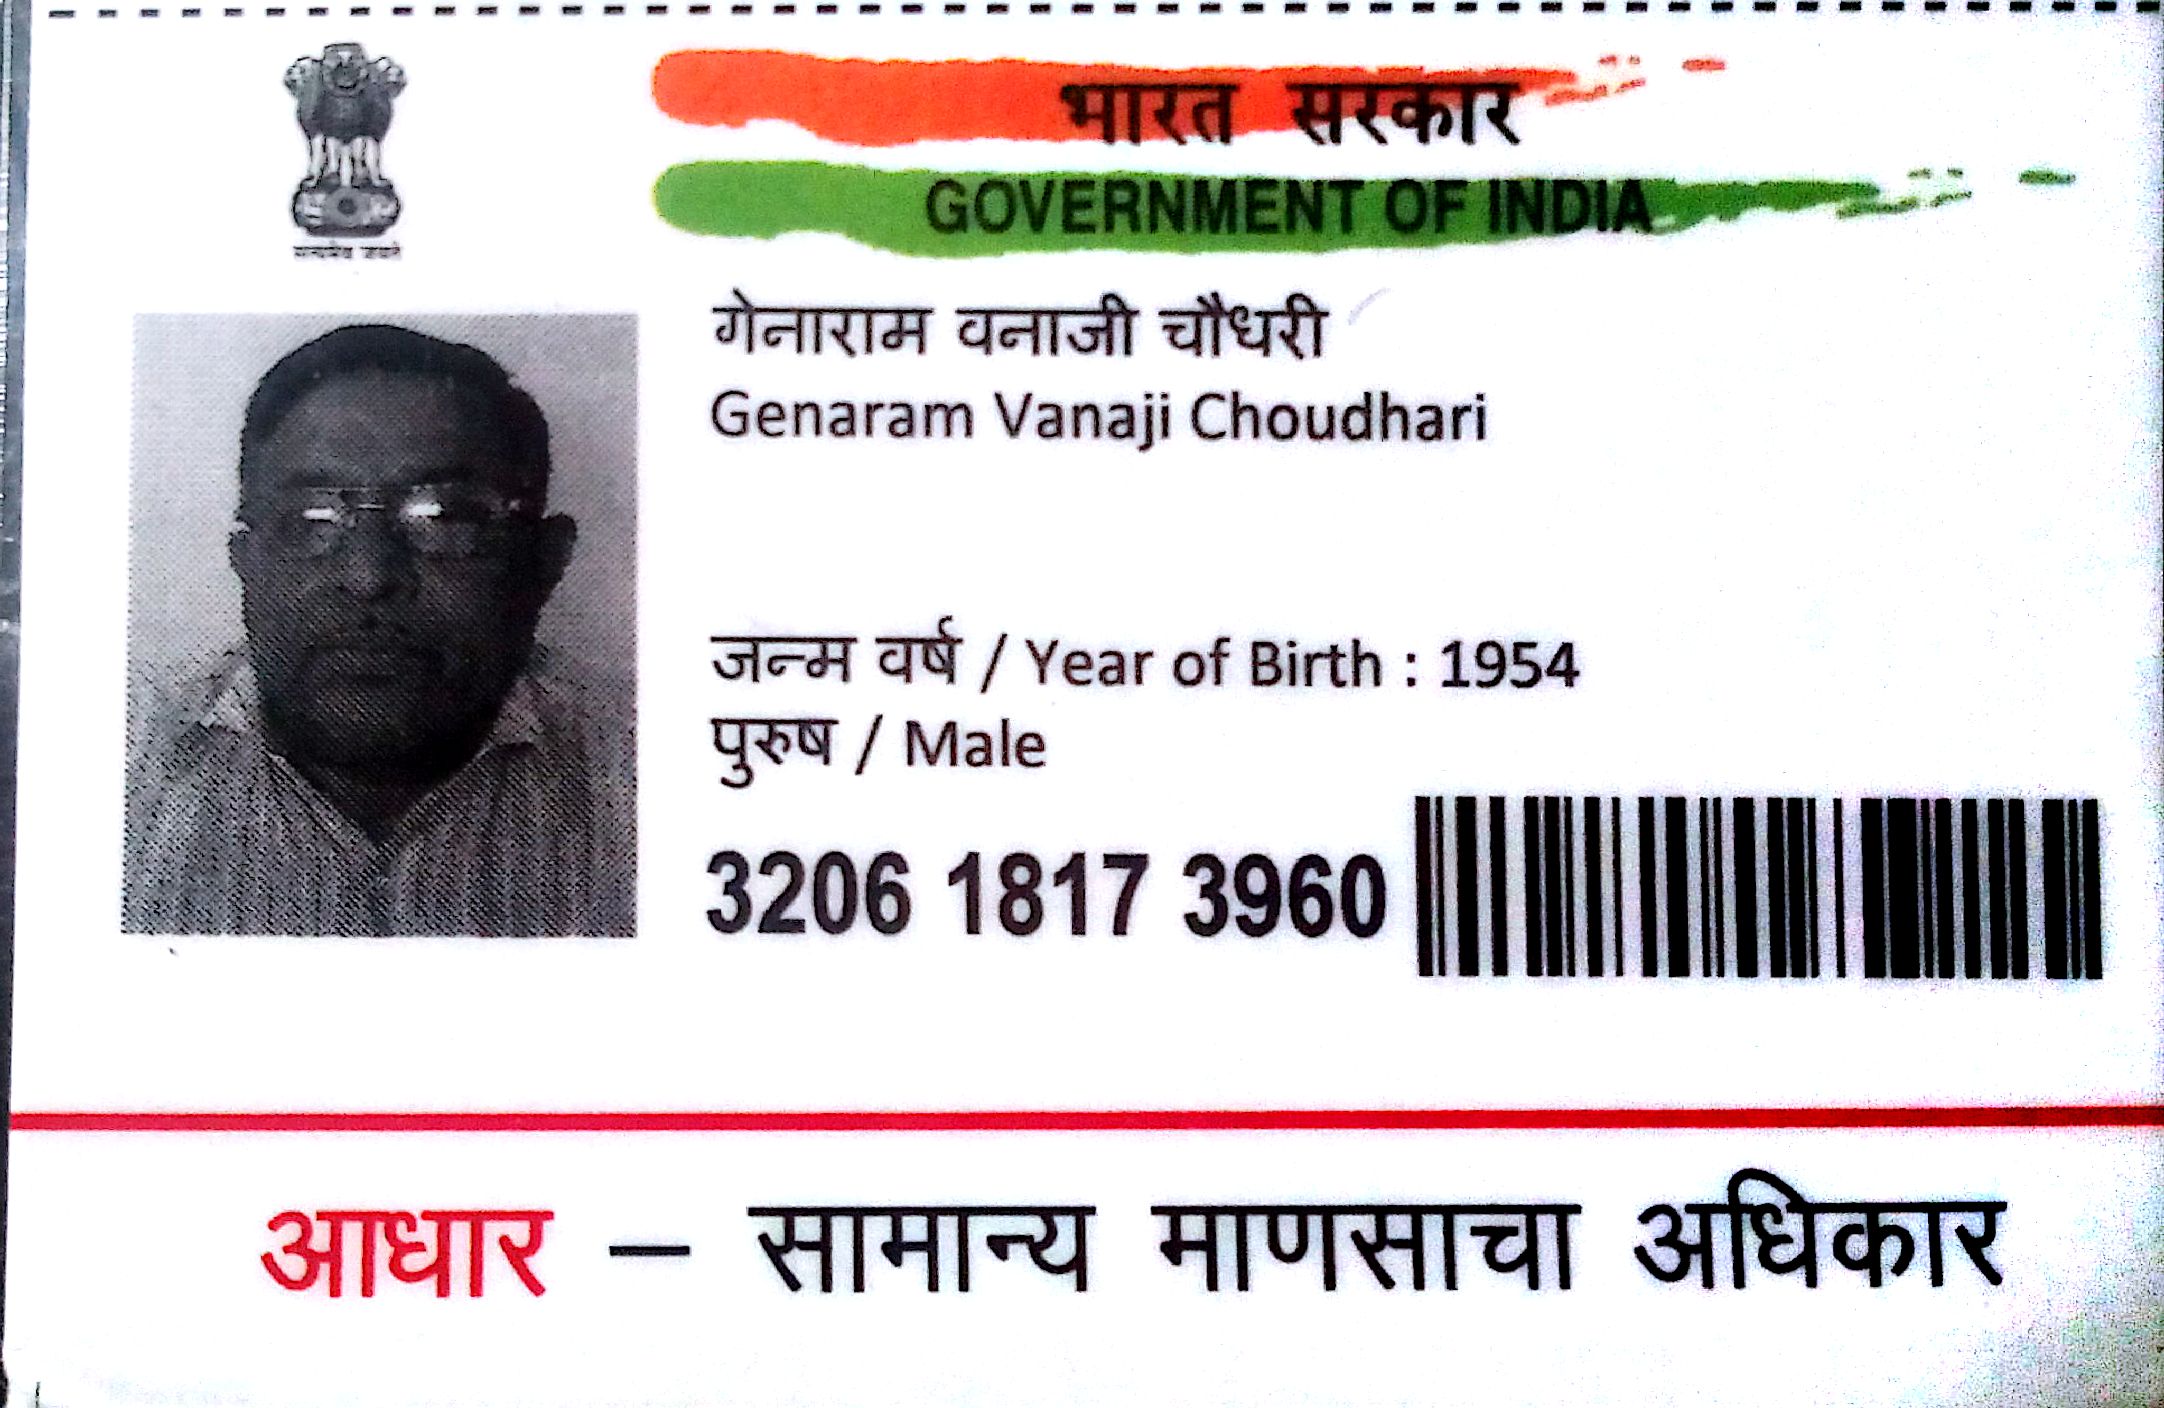 भारत सरकार
GOVERNMENT OF INDIA
सत्यमेव जयते
गेनाराम वनाजी चौधरी
Genaram Vanaji Choudhari
जन्म वर्ष / Year of Birth : 1954
पुरुष / Male
3206 1817 3960
आधार – सामान्य माणसाचा अधिकार